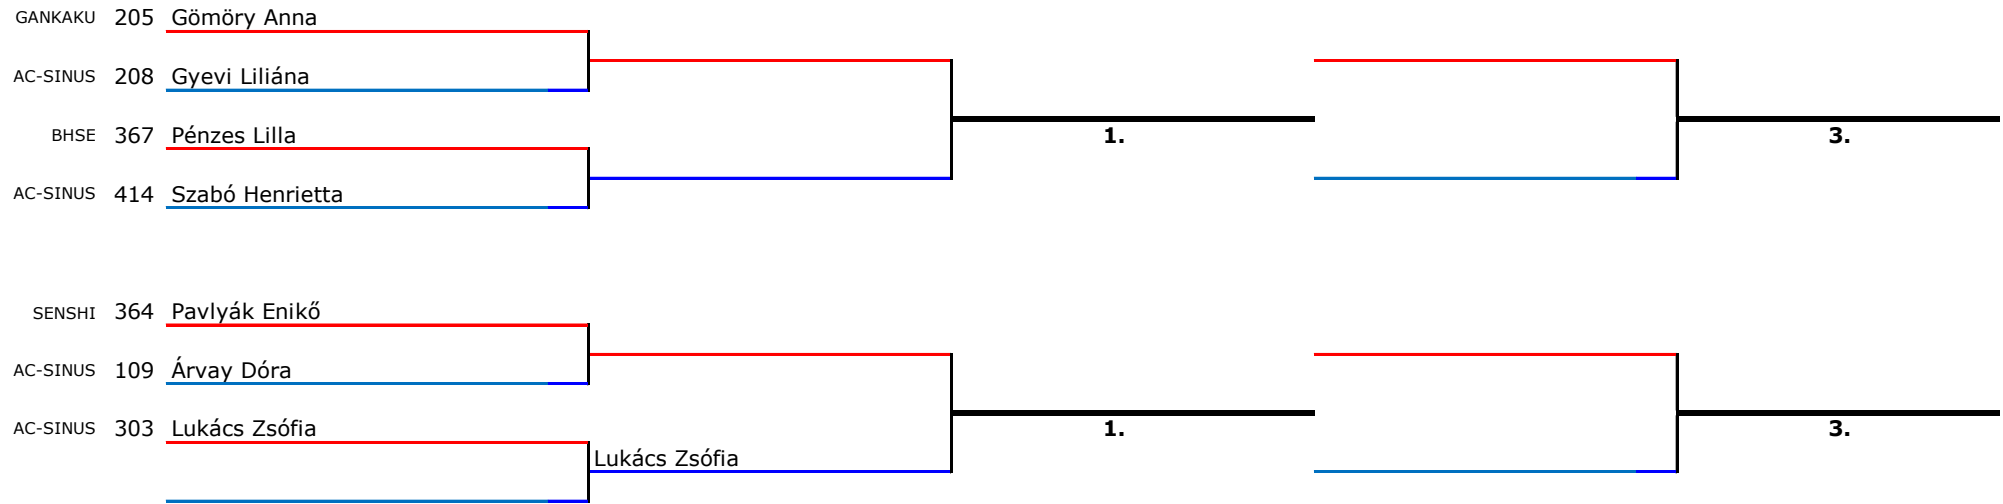 GANKAKU 205 Gömöry Anna
AC-SINUS 208 Gyevi Liliána
BHSE 367 Pénzes Lilla 1. 3.
AC-SINUS 414 Szabó Henrietta
SENSHI 364 Pavlyák Enikő
AC-SINUS 109 Árvay Dóra
AC-SINUS 303 Lukács Zsófia 1. 3.
Lukács Zsófia